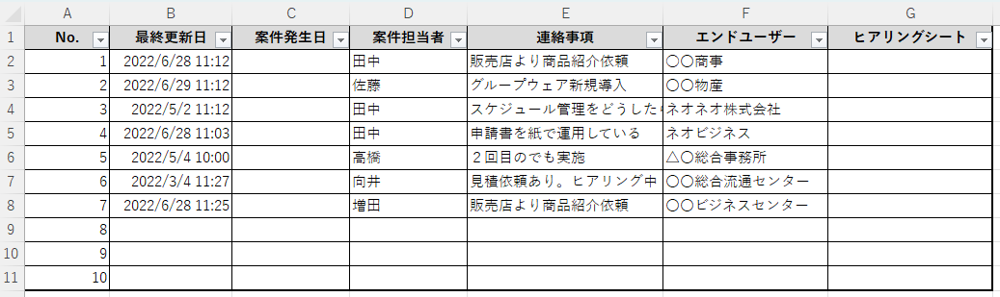 A B C D E F G
1 No. 最終更新日 案件発生日 案件担当者 連絡事項 エンドユーザー ヒアリングシート
2 1 2022/6/28 11:12 田中 販売店より商品紹介依頼 〇〇商事
3 2 2022/6/29 11:12 佐藤 グループウェア新規導入 〇〇物産
4 3 2022/5/2 11:12 田中 スケジュール管理をどうした ネオネオ株式会社
5 4 2022/6/28 11:03 田中 申請書を紙で運用している ネオビジネス
6 5 2022/5/4 10:00 高橋 ２回目のでも実施 △〇総合事務所
7 6 2022/3/4 11:27 向井 見積依頼あり。ヒアリング中 〇〇総合流通センター
8 7 2022/6/28 11:25 増田 販売店より商品紹介依頼 〇〇ビジネスセンター
9 8
10 9
11 10